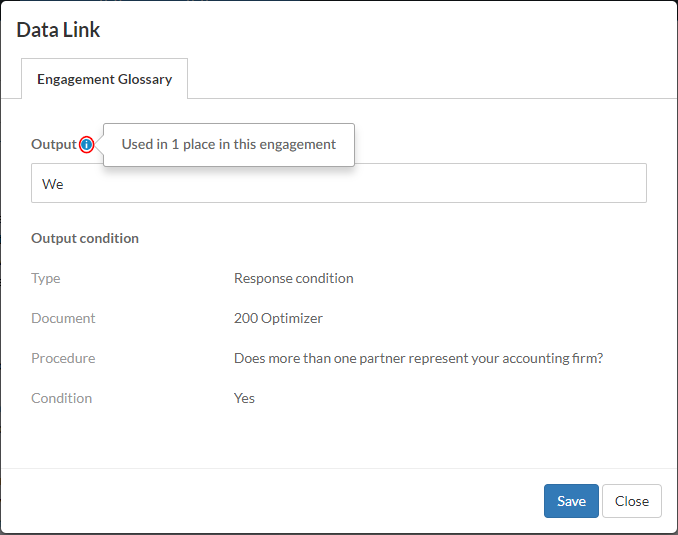 Data Link
Engagement Glossary
Output i Used in 1 place in this engagement
We
Output condition
Type Response condition
Document 200 Optimizer
Procedure Does more than one partner represent your accounting firm?
Condition Yes
Save Close